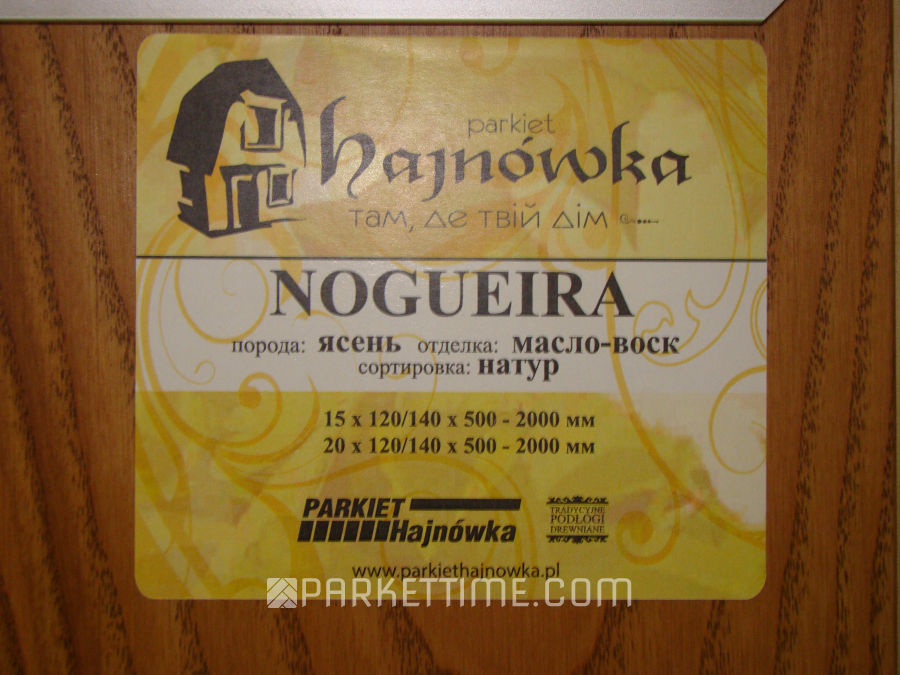 parkiet
hajnówka
там, де твій дім
NOGUEIRA
порода: ясень отделка: масло-воск
сортировка: натур
15 x 120/140 x 500 - 2000 мм
20 x 120/140 x 500 - 2000 мм
PARKIET
Hajnówka
TRADYCYJNE
PODŁOGI
DREWNIANE
www.parkiethajnowka.pl
PARKETTIME.COM